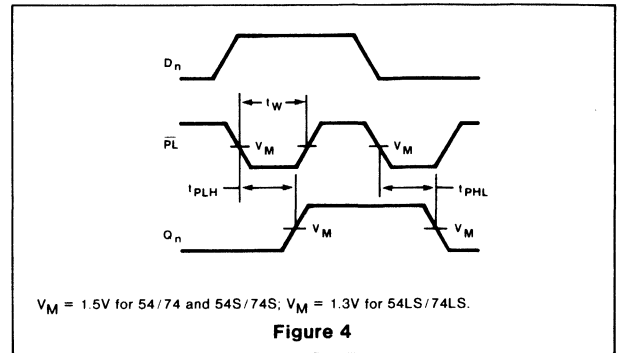 Dn
tW
PL
VM
VM
tPLH
tPHL
VM
VM
Qn
VM = 1.5V for 54/74 and 54S/74S; VM = 1.3V for 54LS/74LS.
Figure 4